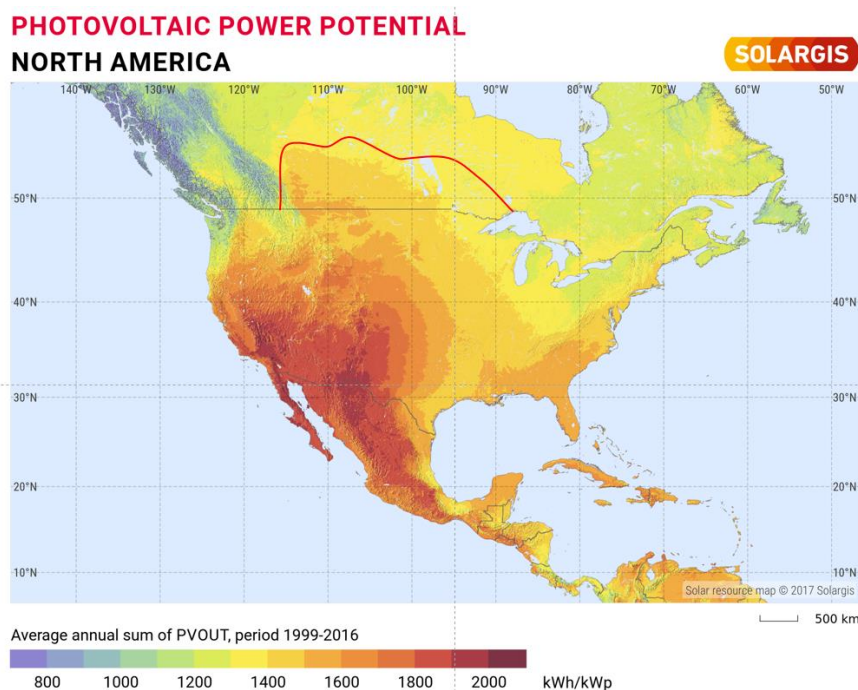 PHOTOVOLTAIC POWER POTENTIAL
NORTH AMERICA
SOLARGIS
140°W 130°W 120°W 110°W 100°W 90°W 80°W 70°W 60°W 50°W
50°N 50°N
40°N 40°N
30°N 30°N
20°N 20°N
10°N 10°N
Solar resource map © 2017 Solargis
500 km
Average annual sum of PVOUT, period 1999-2016
800 1000 1200 1400 1600 1800 2000 kWh/kWp